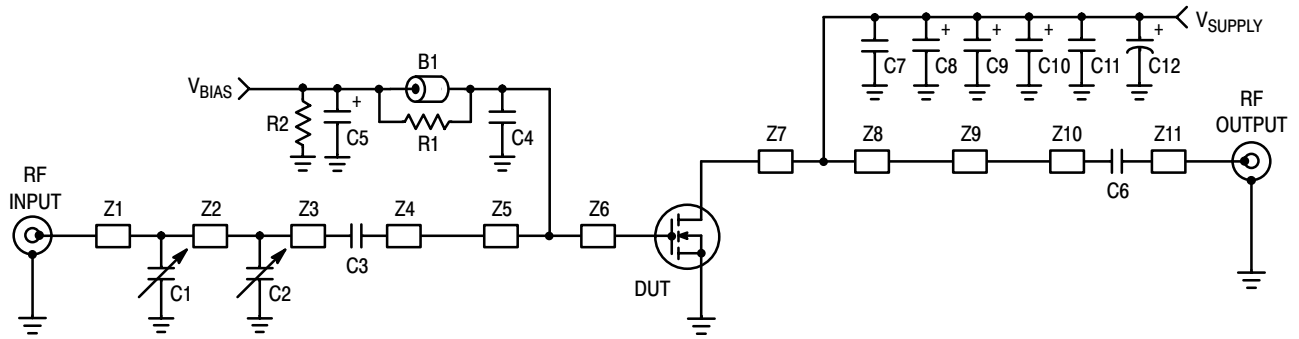 V_SUPPLY
+ + + +
C7 C8 C9 C10 C11 C12
B1
V_BIAS
+
R2 C5 R1 C4
RF
OUTPUT
Z7 Z8 Z9 Z10 Z11
C6
RF
INPUT
Z1 Z2 Z3 Z4 Z5 Z6
C3
C1 C2
DUT